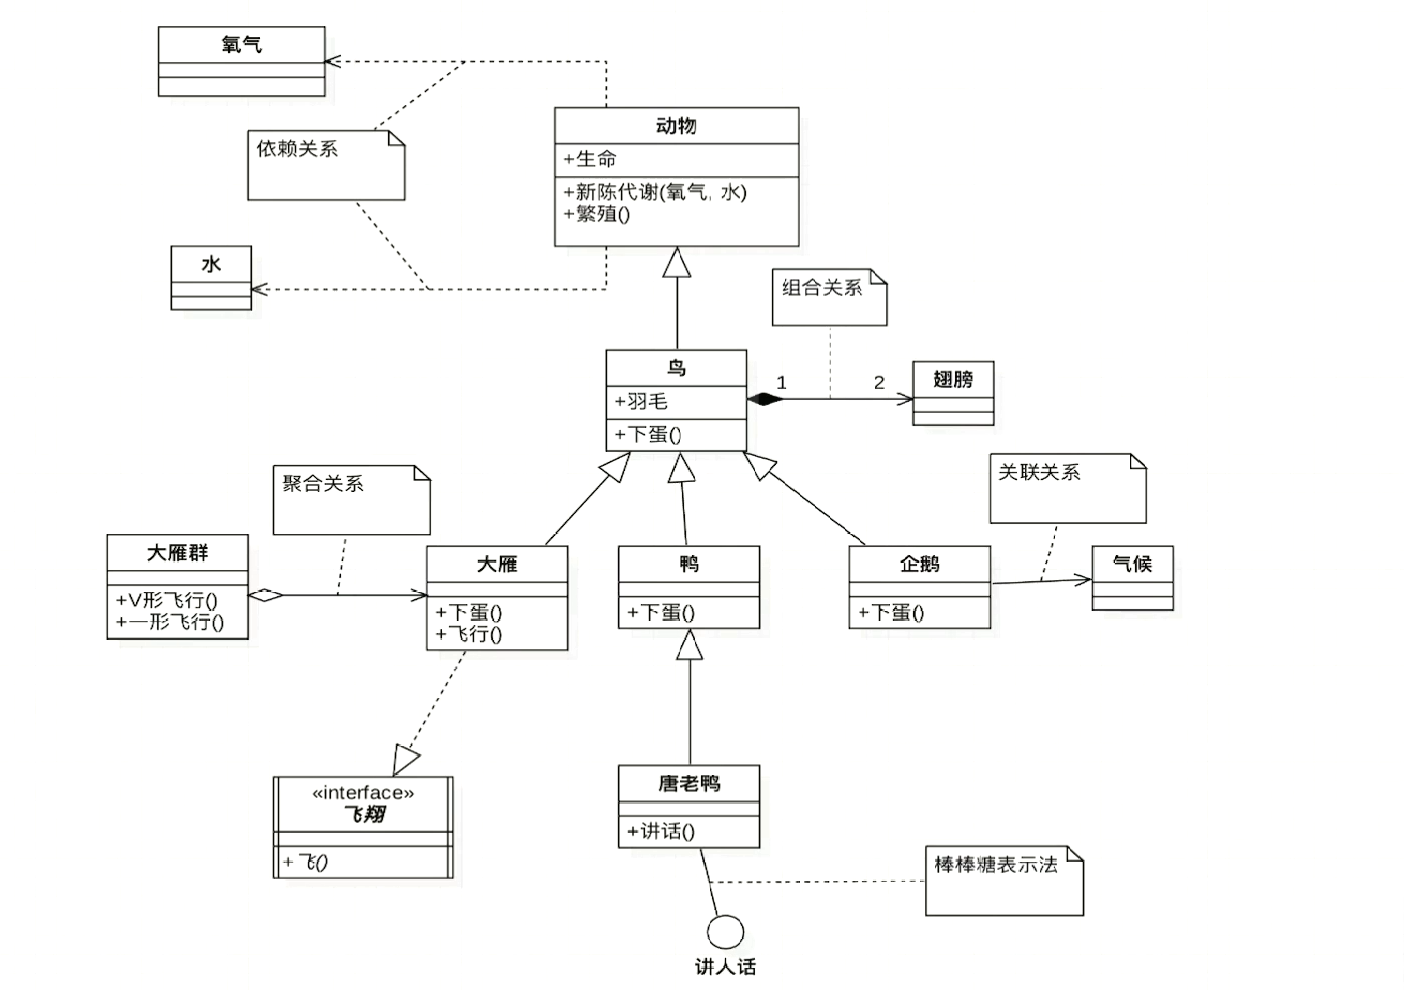 氧气
动物
+生命
+新陈代谢(氧气, 水)
+繁殖()
依赖关系
水
组合关系
鸟
+羽毛
+下蛋()
1
2
翅膀
聚合关系
关联关系
大雁群
+V形飞行()
+一形飞行()
大雁
+下蛋()
+飞行()
鸭
+下蛋()
企鹅
+下蛋()
气候
«interface»
飞翔
+飞()
唐老鸭
+讲话()
棒棒糖表示法
讲人话